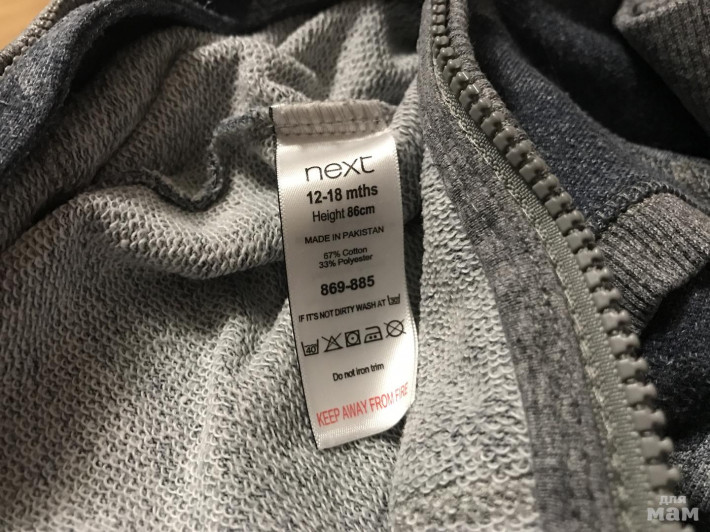 next
12-18 mths
Height 86cm
MADE IN PAKISTAN
67% Cotton
33% Polyester
869-885
IF IT'S NOT DIRTY WASH AT
40
Do not iron trim
KEEP AWAY FROM FIRE
для
мам